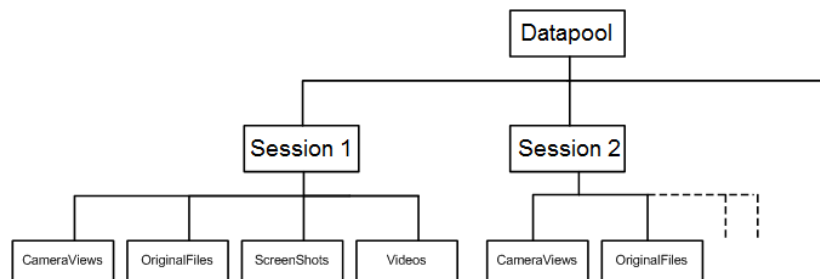 Datapool
Session 1
Session 2
CameraViews
OriginalFiles
ScreenShots
Videos
CameraViews
OriginalFiles